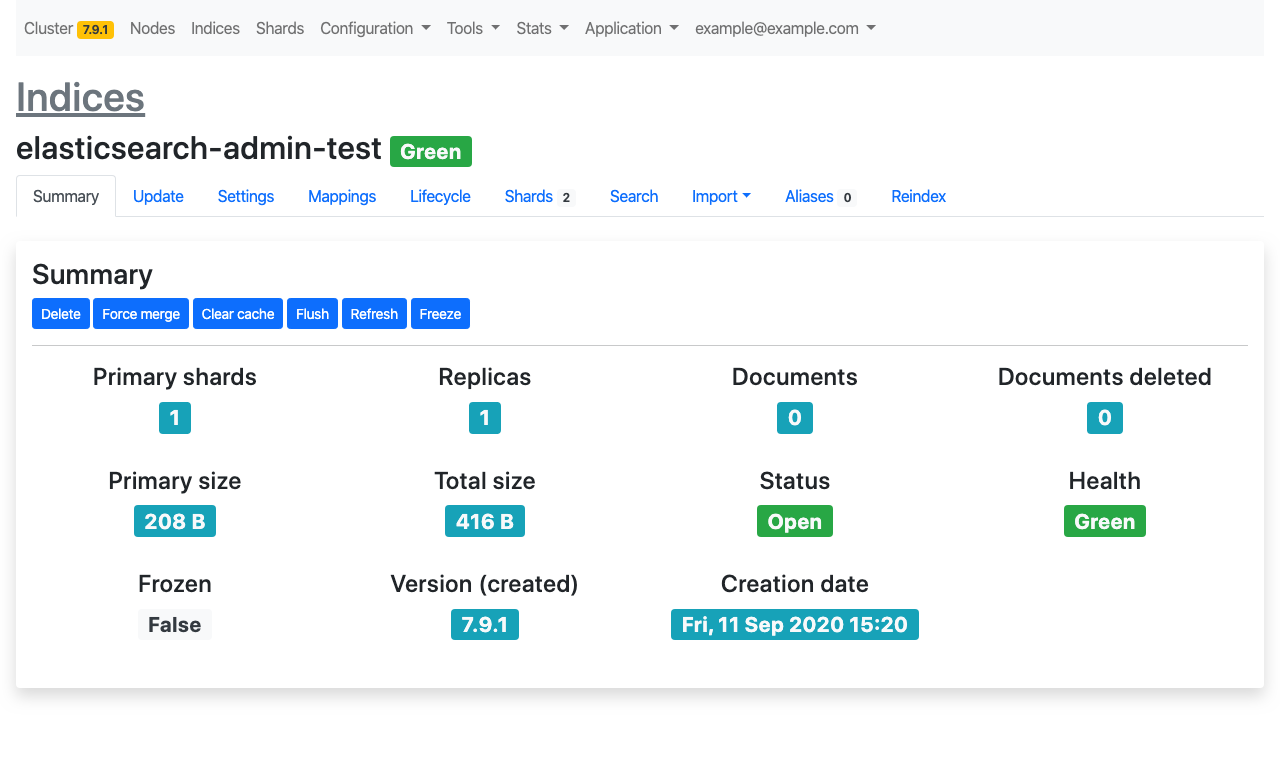 Cluster 7.9.1 Nodes Indices Shards Configuration Tools Stats Application example@example.com
Indices
elasticsearch-admin-test Green
Summary Update Settings Mappings Lifecycle Shards 2 Search Import Aliases 0 Reindex
Summary
Delete Force merge Clear cache Flush Refresh Freeze
Primary shards Replicas Documents Documents deleted
1 1 0 0
Primary size Total size Status Health
208 B 416 B Open Green
Frozen Version (created) Creation date
False 7.9.1 Fri, 11 Sep 2020 15:20